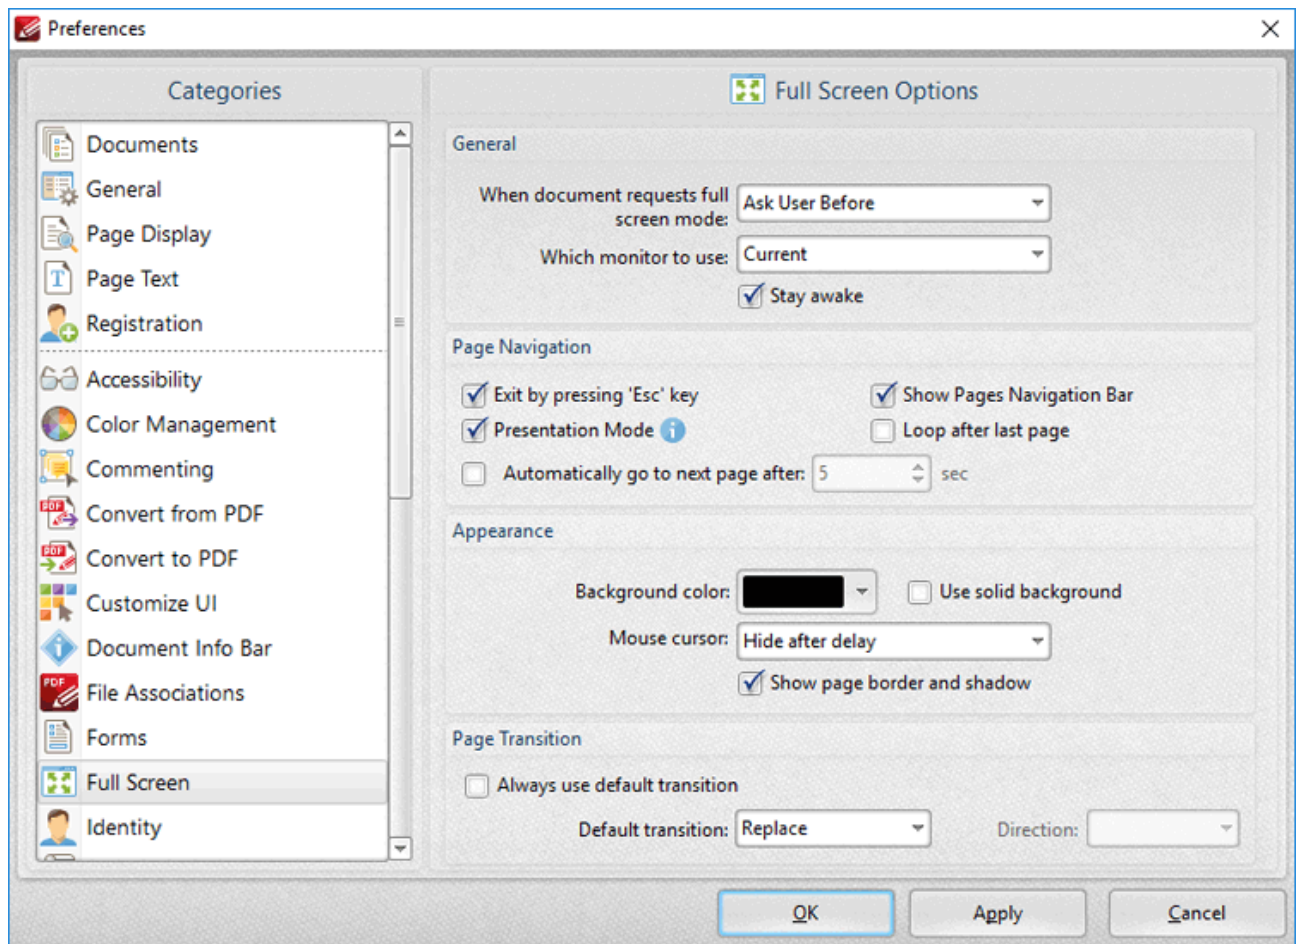 Preferences
Categories
Documents
General
Page Display
Page Text
Registration
Accessibility
Color Management
Commenting
PDF
Convert from PDF
PDF
Convert to PDF
Customize UI
Document Info Bar
PDF
File Associations
Forms
Full Screen
Identity
Full Screen Options
General
When document requests full
screen mode:
Ask User Before
Which monitor to use:
Current
Stay awake
Page Navigation
Exit by pressing 'Esc' key
Show Pages Navigation Bar
Presentation Mode
Loop after last page
Automatically go to next page after: 5 sec
Appearance
Background color:
Use solid background
Mouse cursor: Hide after delay
Show page border and shadow
Page Transition
Always use default transition
Default transition: Replace
Direction:
OK
Apply
Cancel